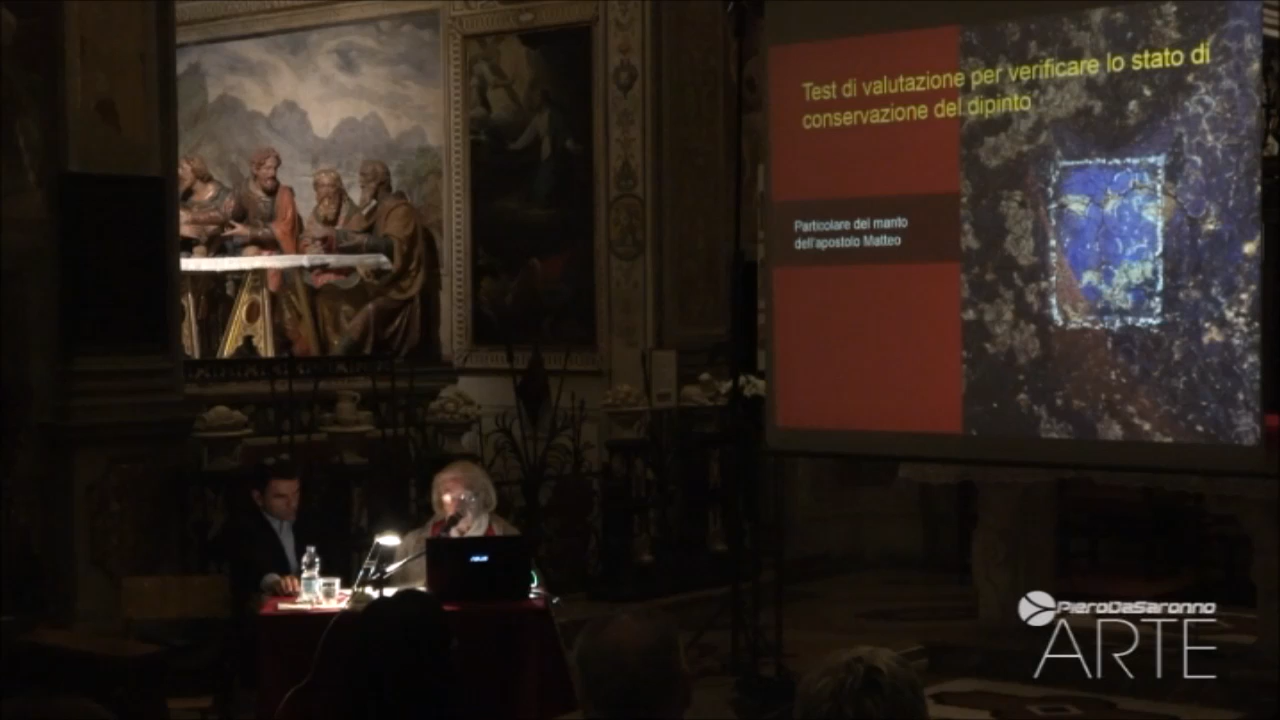 Test di valutazione per verificare lo stato di
conservazione del dipinto
Particolare del manto
dell'apostolo Matteo
ASUS
PieroDaSaronno
ARTE